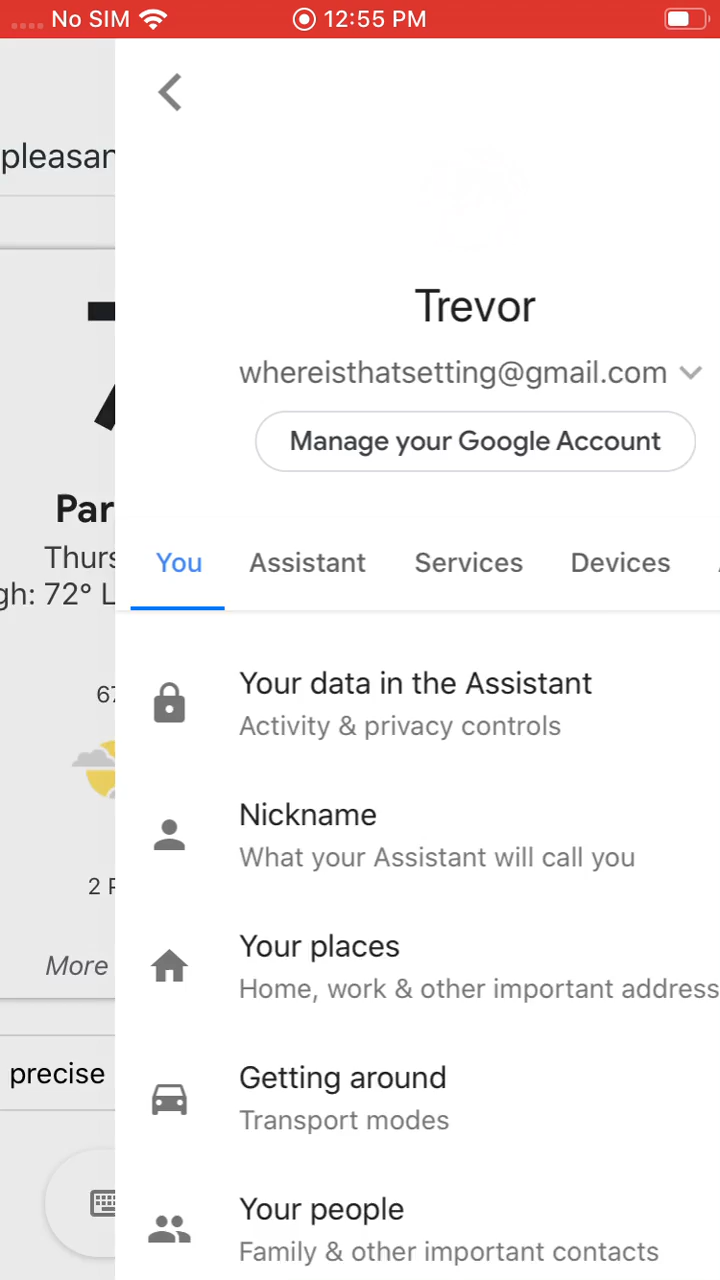 No SIM 12:55 PM
pleasan
Trevor
whereisthatsetting@gmail.com
Manage your Google Account
Par
Thurs
gh: 72° L
You Assistant Services Devices
67
2 P
More
precise
Your data in the Assistant
Activity & privacy controls
Nickname
What your Assistant will call you
Your places
Home, work & other important address
Getting around
Transport modes
Your people
Family & other important contacts